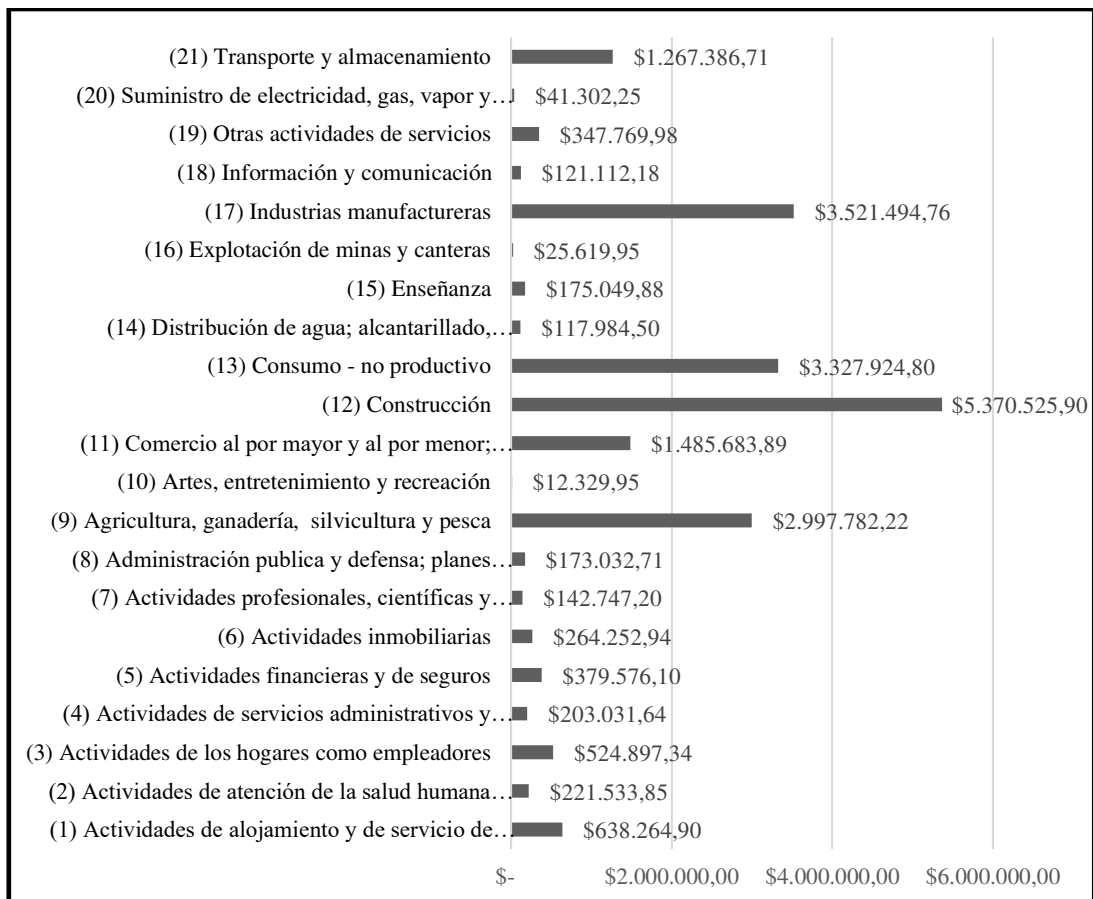 (21) Transporte y almacenamiento $1.267.386,71
(20) Suministro de electricidad, gas, vapor y… $41.302,25
(19) Otras actividades de servicios $347.769,98
(18) Información y comunicación $121.112,18
(17) Industrias manufactureras $3.521.494,76
(16) Explotación de minas y canteras $25.619,95
(15) Enseñanza $175.049,88
(14) Distribución de agua; alcantarillado,… $117.984,50
(13) Consumo - no productivo $3.327.924,80
(12) Construcción $5.370.525,90
(11) Comercio al por mayor y al por menor;… $1.485.683,89
(10) Artes, entretenimiento y recreación $12.329,95
(9) Agricultura, ganadería,  silvicultura y pesca $2.997.782,22
(8) Administración publica y defensa; planes… $173.032,71
(7) Actividades profesionales, científicas y… $142.747,20
(6) Actividades inmobiliarias $264.252,94
(5) Actividades financieras y de seguros $379.576,10
(4) Actividades de servicios administrativos y… $203.031,64
(3) Actividades de los hogares como empleadores $524.897,34
(2) Actividades de atención de la salud humana… $221.533,85
(1) Actividades de alojamiento y de servicio de… $638.264,90
$- $2.000.000,00 $4.000.000,00 $6.000.000,00